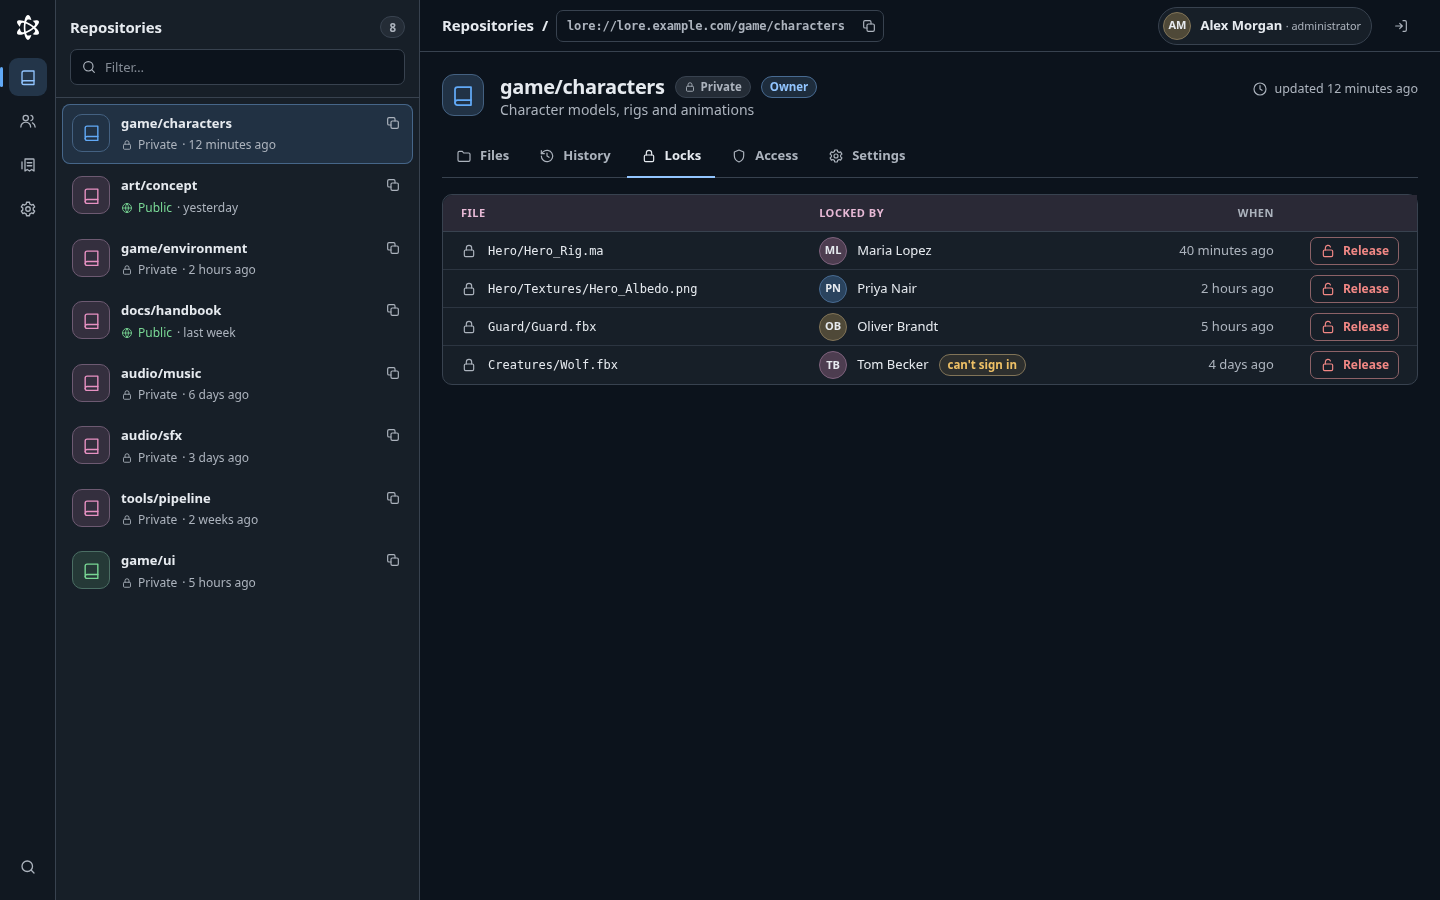 Repositories
8
Filter...
game/characters
Private · 12 minutes ago
art/concept
Public · yesterday
game/environment
Private · 2 hours ago
docs/handbook
Public · last week
audio/music
Private · 6 days ago
audio/sfx
Private · 3 days ago
tools/pipeline
Private · 2 weeks ago
game/ui
Private · 5 hours ago
Repositories / lore://lore.example.com/game/characters
AM Alex Morgan · administrator
game/characters Private Owner
Character models, rigs and animations
updated 12 minutes ago
Files History Locks Access Settings
FILE LOCKED BY WHEN
Hero/Hero_Rig.ma ML Maria Lopez 40 minutes ago Release
Hero/Textures/Hero_Albedo.png PN Priya Nair 2 hours ago Release
Guard/Guard.fbx OB Oliver Brandt 5 hours ago Release
Creatures/Wolf.fbx TB Tom Becker can't sign in 4 days ago Release